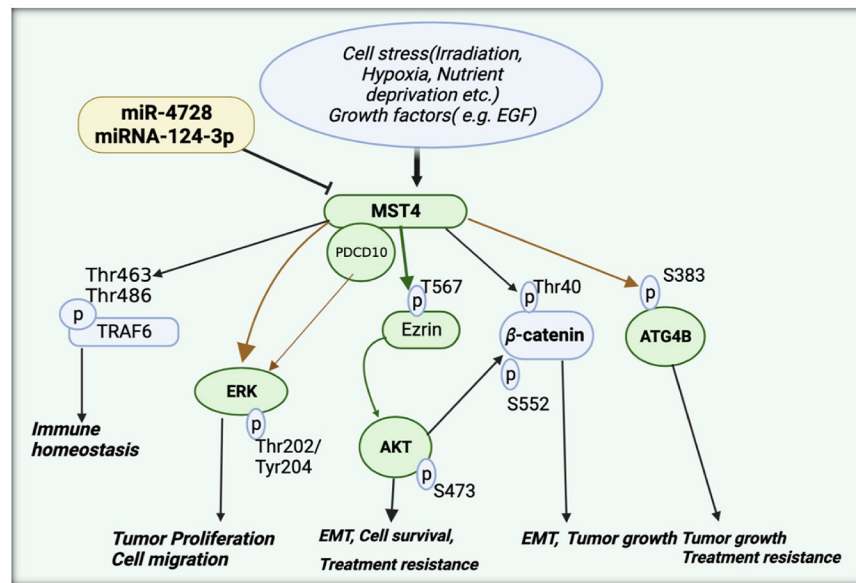 Cell stress(Irradiation,
Hypoxia, Nutrient
deprivation etc.)
Growth factors( e.g. EGF)
miR-4728
miRNA-124-3p
MST4
PDCD10
Thr463
Thr486
p
TRAF6
T567
p
Ezrin
Thr40
p
β-catenin
p
S552
S383
p
ATG4B
ERK
p
Thr202/
Tyr204
AKT
p
S473
Immune
homeostasis
Tumor Proliferation
Cell migration
EMT, Cell survival,
Treatment resistance
EMT, Tumor growth
Tumor growth
Treatment resistance